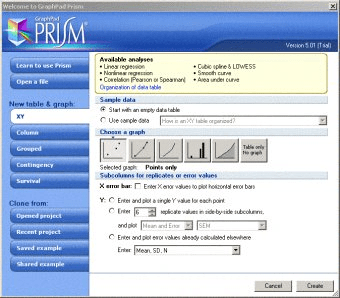 Welcome to GraphPad Prism
GraphPad
PRISM
Version 5.01 (Trial)
Learn to use Prism
Open a file
New table & graph:
XY
Column
Grouped
Contingency
Survival
Clone from:
Opened project
Recent project
Saved example
Shared example
Available analyses
• Linear regression
• Nonlinear regression
• Correlation (Pearson or Spearman)
• Cubic spline & LOWESS
• Smooth curve
• Area under curve
Organization of data table
Sample data
Start with an empty data table
Use sample data
How is an XY table organized?
Choose a graph
Table only
No graph
Selected graph: Points only
Subcolumns for replicates or error values
X error bar: Enter X error values to plot horizontal error bars
Y: Enter and plot a single Y value for each point
Enter 6 replicate values in side-by-side subcolumns,
and plot Mean and Error SEM
Enter and plot error values already calculated elsewhere
Enter: Mean, SD, N
Cancel
Create